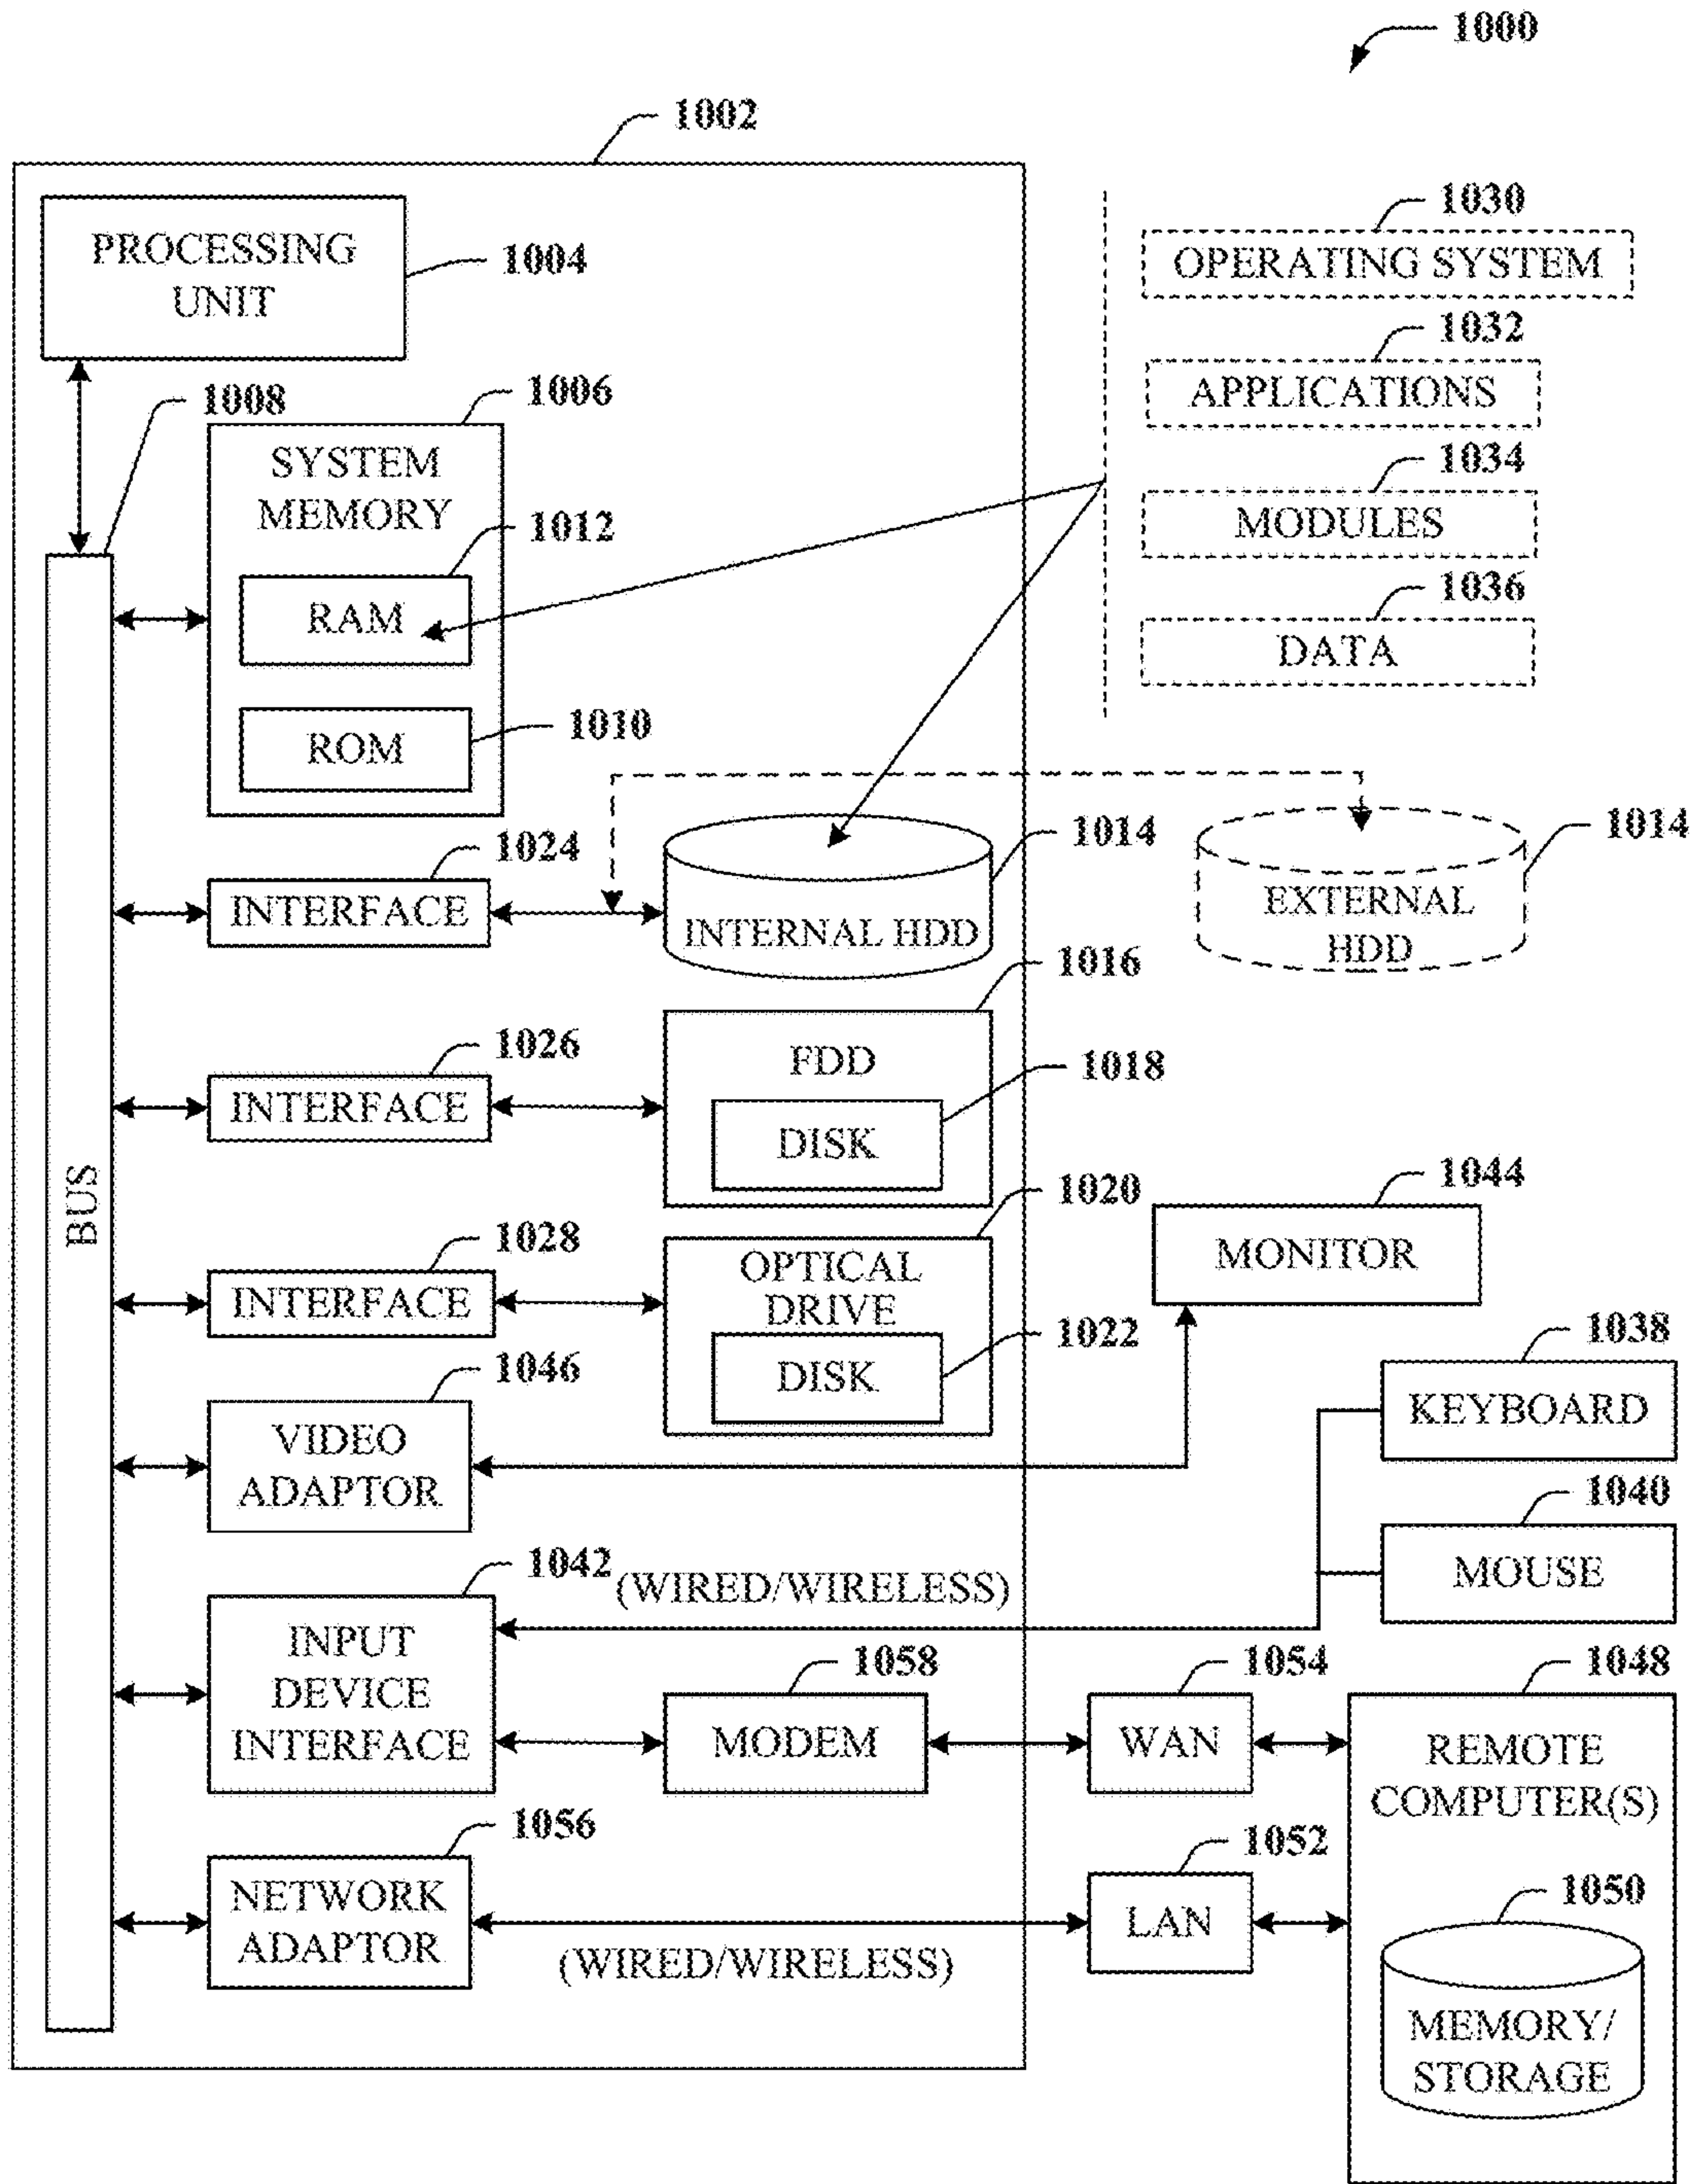 1000
1002
PROCESSING
UNIT
1004
1030
OPERATING SYSTEM
1032
APPLICATIONS
1034
MODULES
1036
DATA
1008
1006
SYSTEM
MEMORY
1012
RAM
1010
ROM
BUS
1024
INTERFACE
1014
INTERNAL HDD
1014
EXTERNAL
HDD
1026
INTERFACE
1016
FDD
1018
DISK
1028
INTERFACE
1020
OPTICAL
DRIVE
1022
DISK
1044
MONITOR
1046
VIDEO
ADAPTOR
1038
KEYBOARD
1040
MOUSE
1042
(WIRED/WIRELESS)
INPUT
DEVICE
INTERFACE
1058
MODEM
1054
WAN
1048
REMOTE
COMPUTER(S)
1056
NETWORK
ADAPTOR
(WIRED/WIRELESS)
1052
LAN
1050
MEMORY/
STORAGE